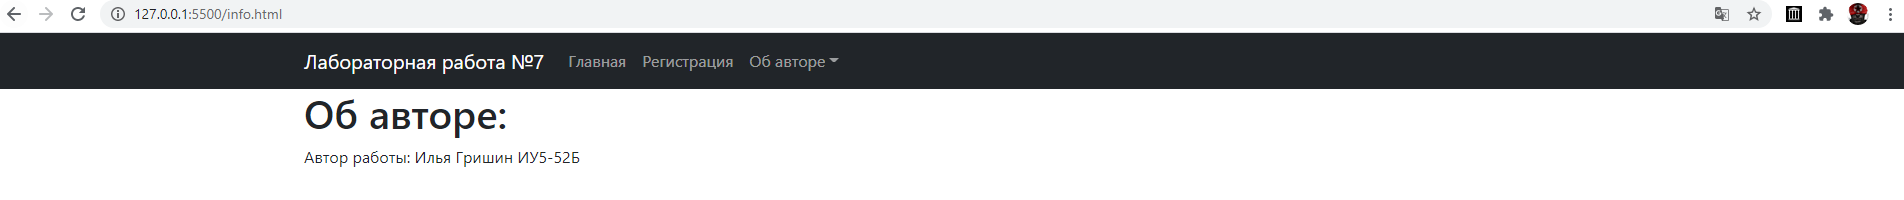 127.0.0.1:5500/info.html
Лабораторная работа №7 Главная Регистрация Об авторе
Об авторе:
Автор работы: Илья Гришин ИУ5-52Б